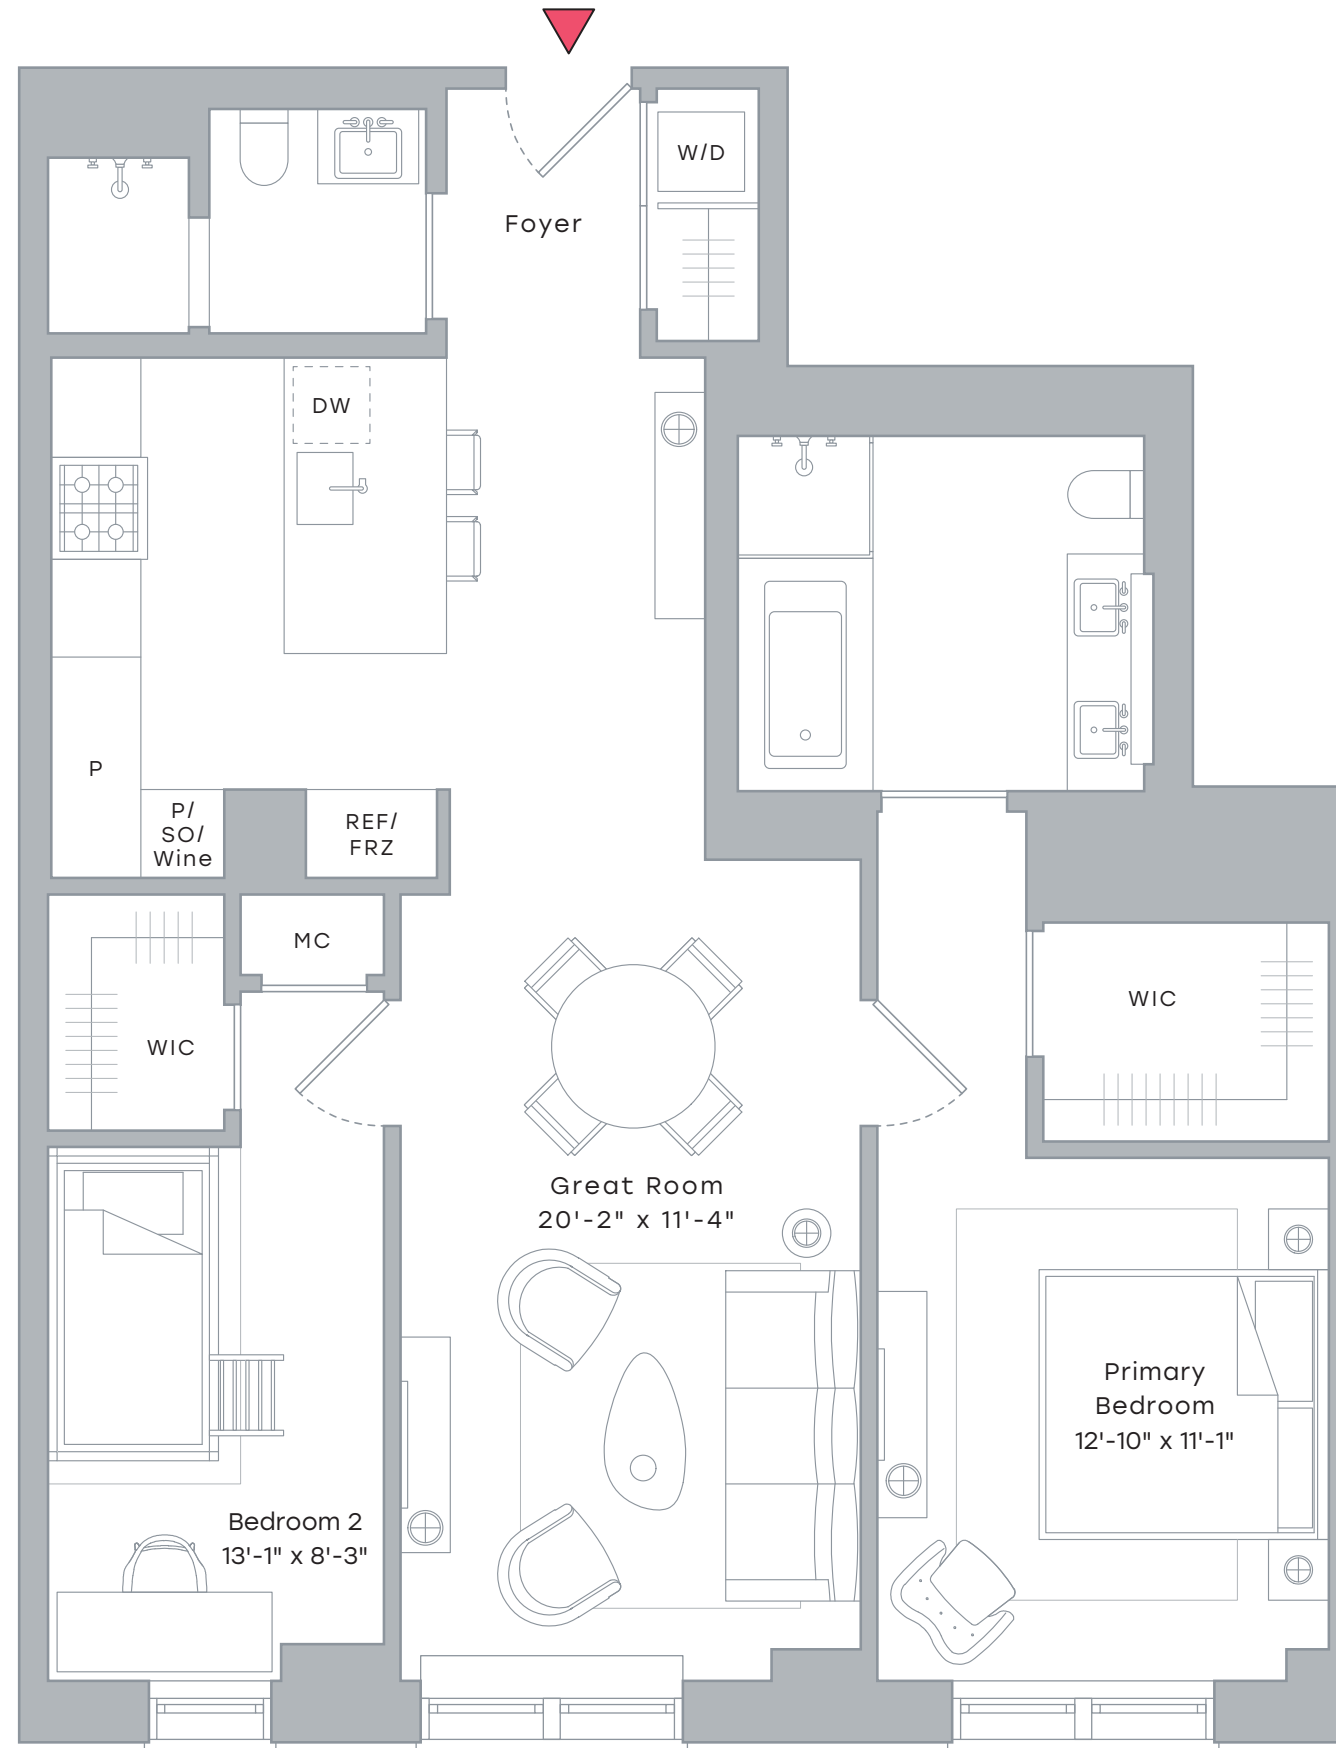 W/D
Foyer
DW
P
P/
SO/
Wine
REF/
FRZ
MC
WIC
WIC
Great Room
20'-2" x 11'-4"
Primary
Bedroom
12'-10" x 11'-1"
Bedroom 2
13'-1" x 8'-3"